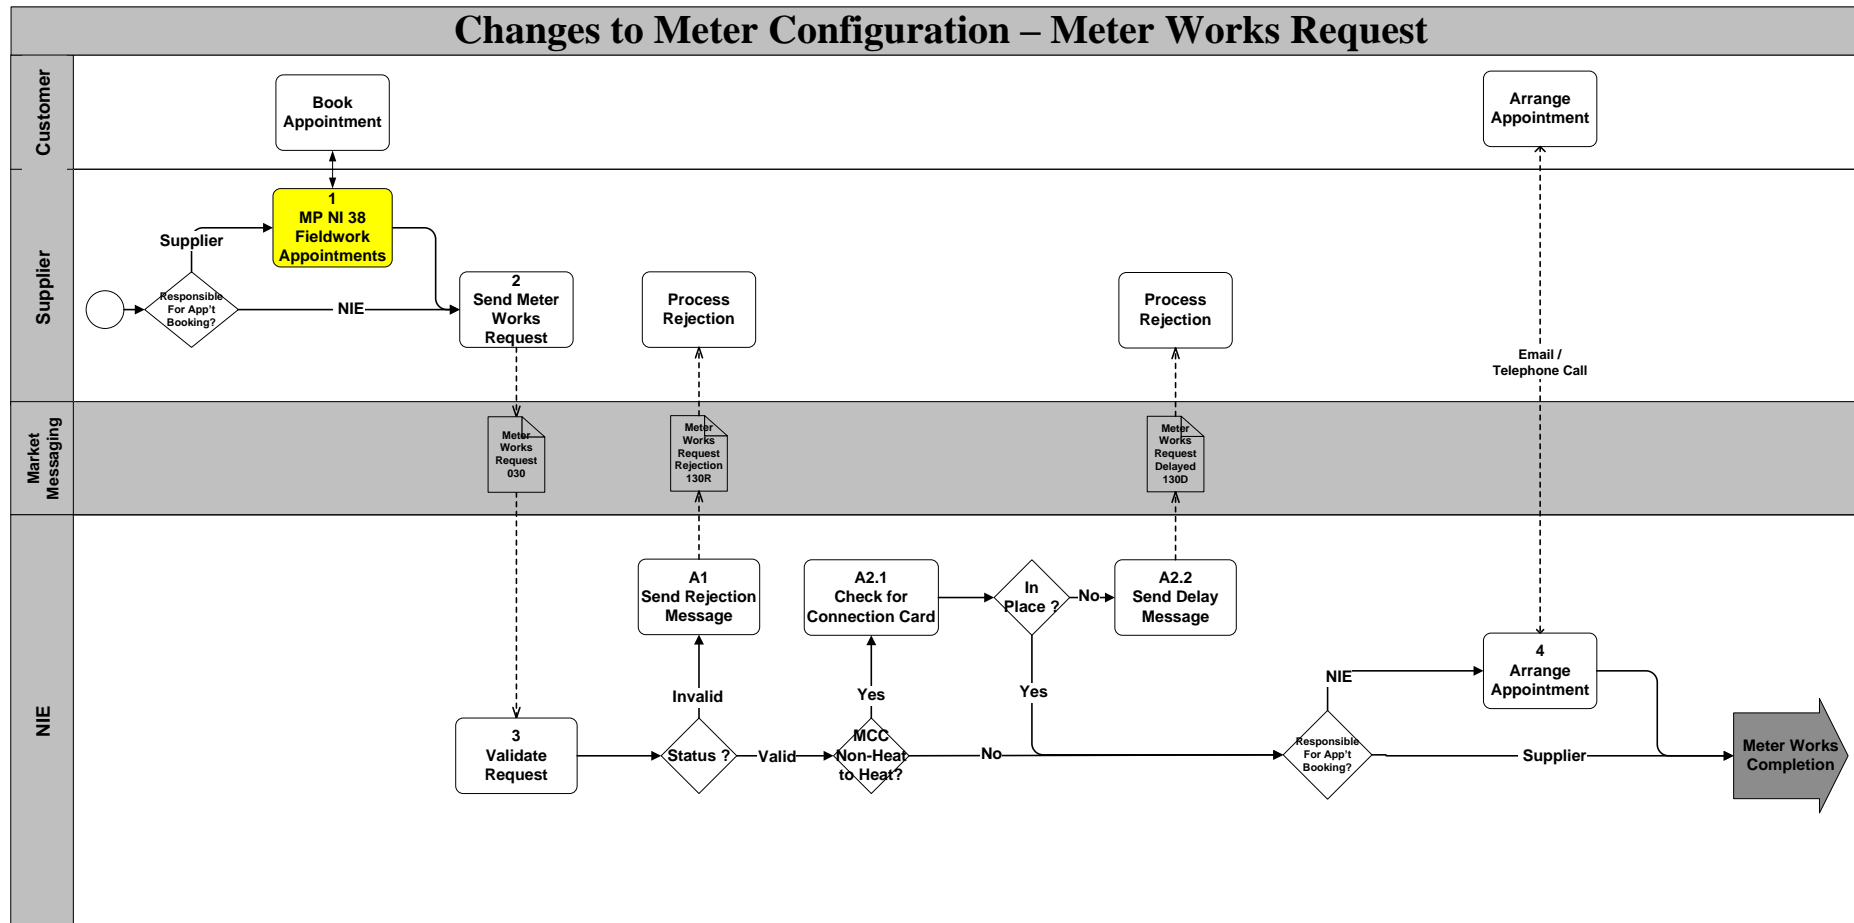 Changes to Meter Configuration – Meter Works Request
Customer
Book
Appointment
Arrange
Appointment
Supplier
1
MP NI 38
Fieldwork
Appointments
Supplier
Responsible
For App't
Booking?
NIE
2
Send Meter
Works
Request
Process
Rejection
Process
Rejection
Email /
Telephone Call
Market
Messaging
Meter
Works
Request
030
Meter
Works
Request
Rejection
130R
Meter
Works
Request
Delayed
130D
NIE
A1
Send Rejection
Message
A2.1
Check for
Connection Card
In
Place ?
No
A2.2
Send Delay
Message
Invalid
Yes
Yes
NIE
4
Arrange
Appointment
3
Validate
Request
Status ?
Valid
MCC
Non-Heat
to Heat?
No
Responsible
For App't
Booking?
Supplier
Meter Works
Completion